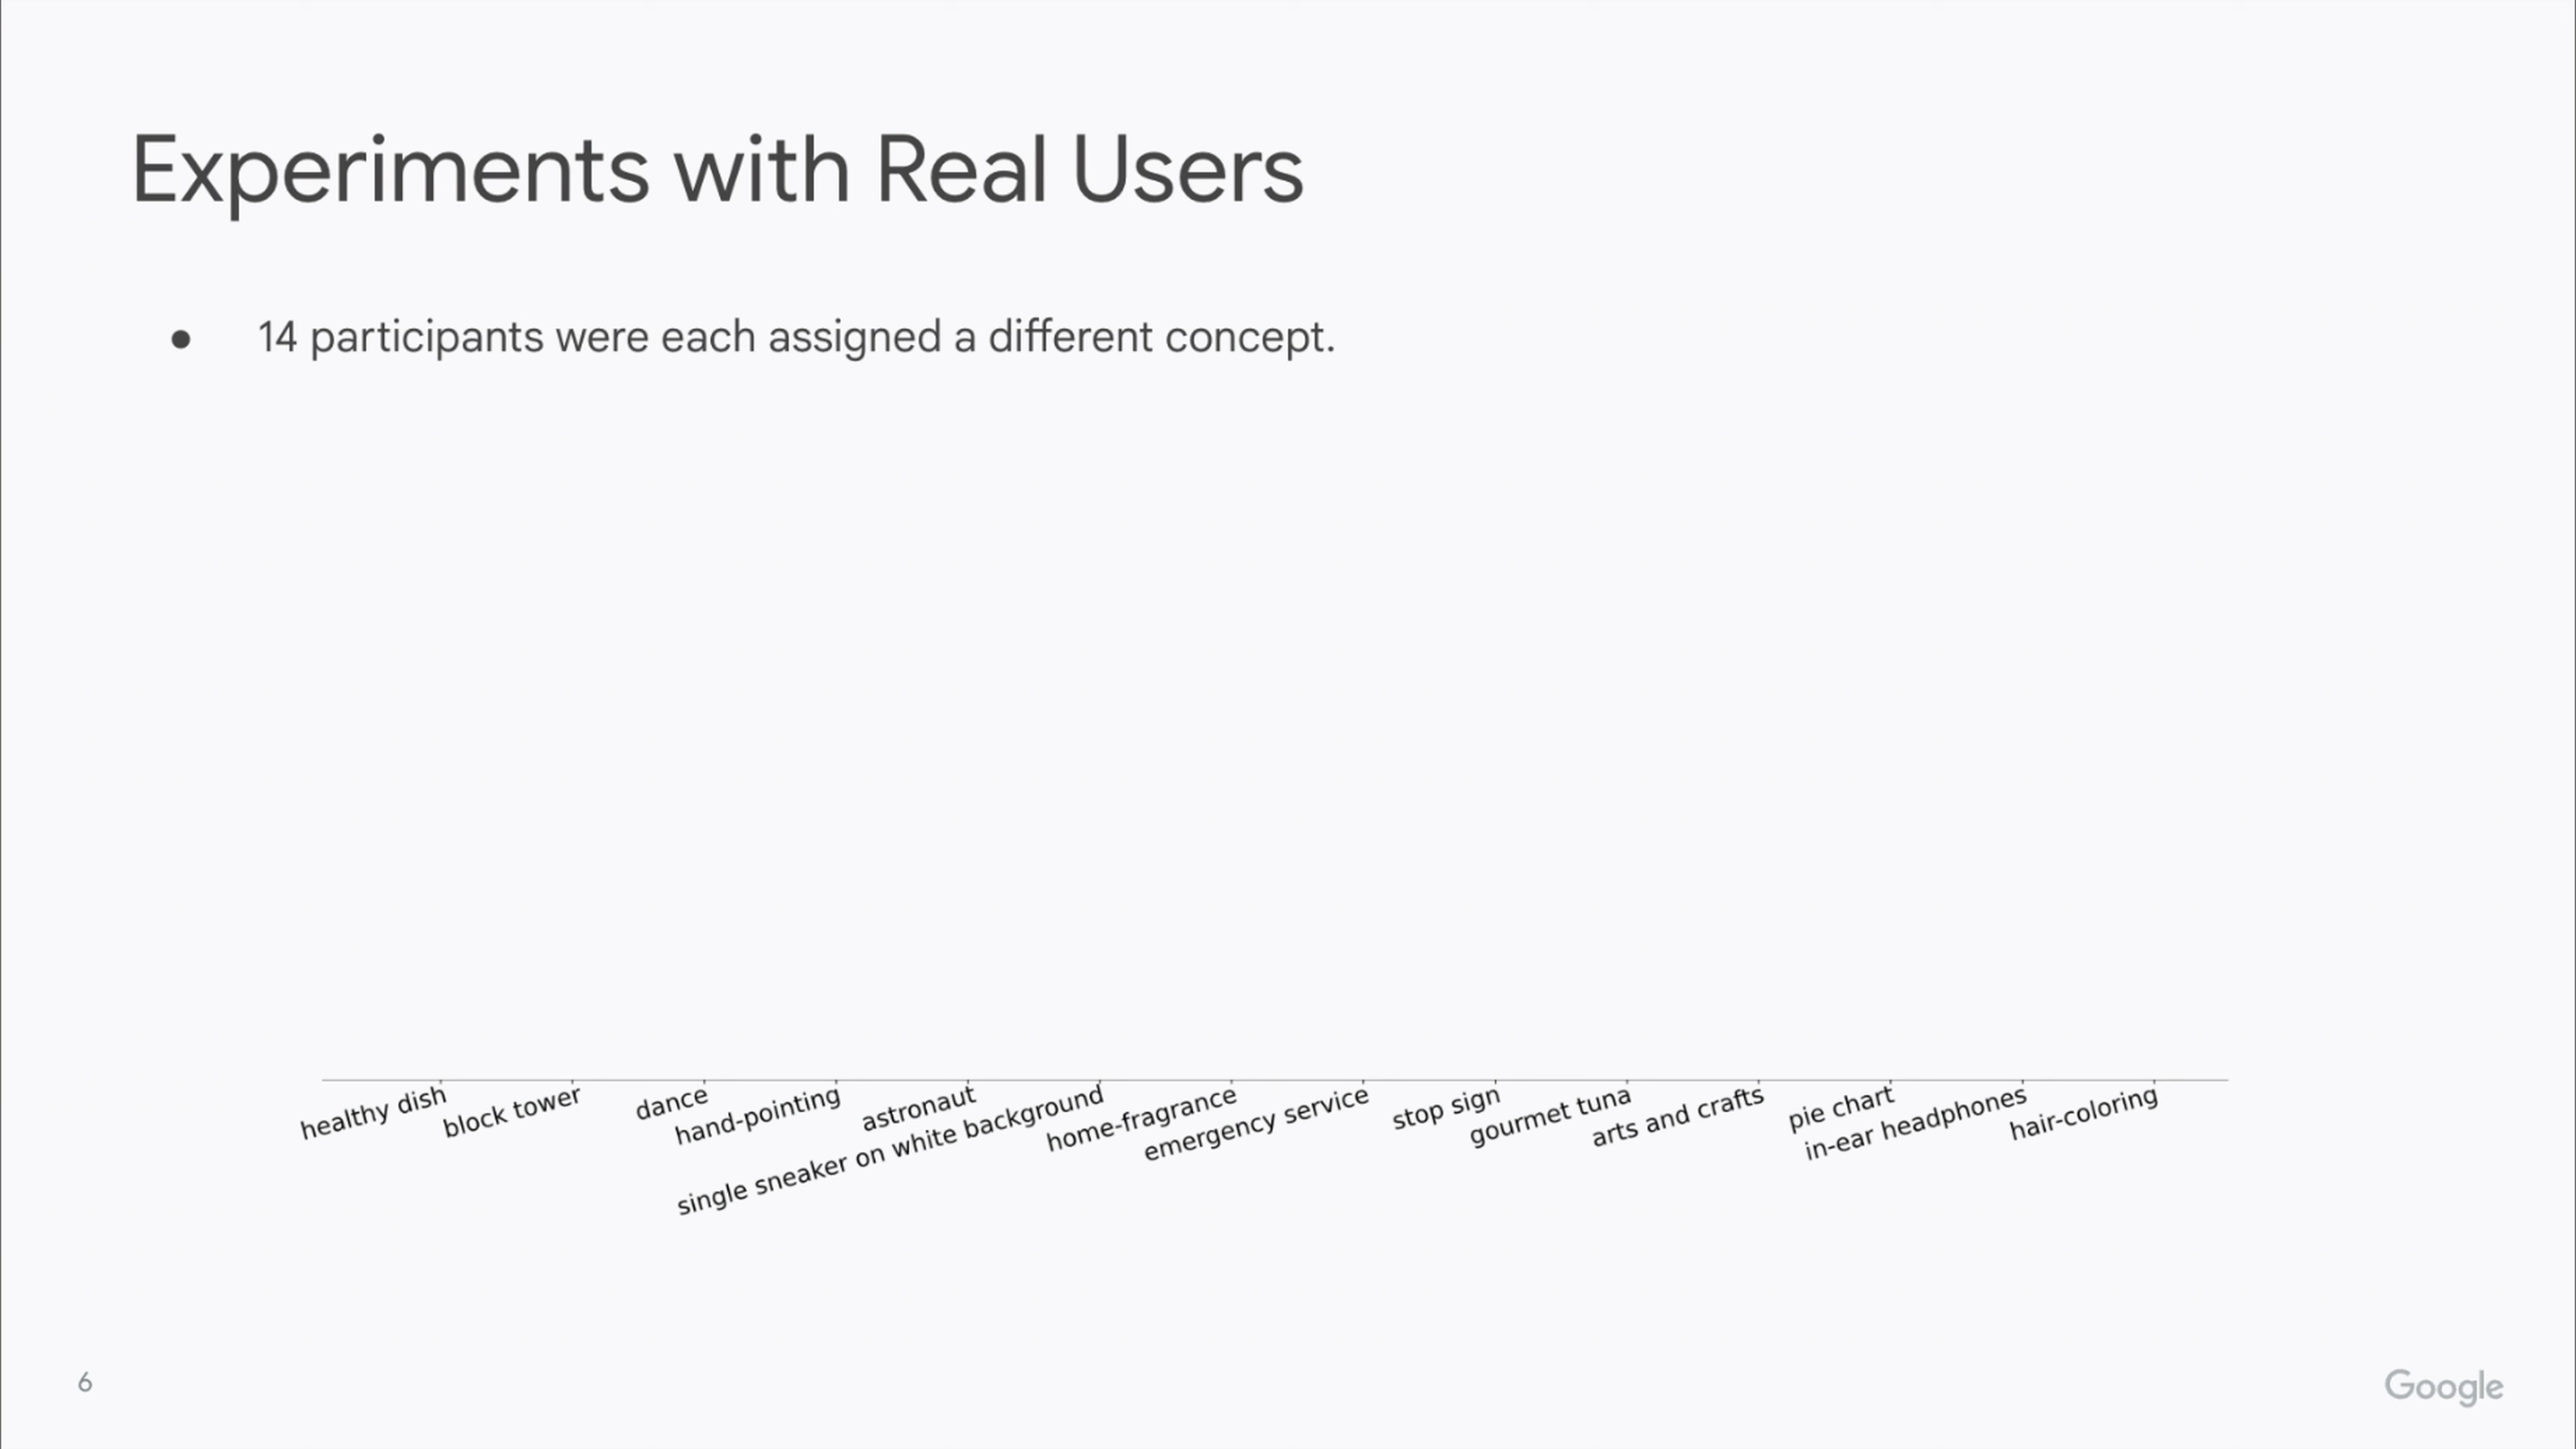 Experiments with Real Users
● 14 participants were each assigned a different concept.
healthy dish
block tower
dance
hand-pointing
astronaut
single sneaker on white background
home-fragrance
emergency service
stop sign
gourmet tuna
arts and crafts
pie chart
in-ear headphones
hair-coloring
6
Google